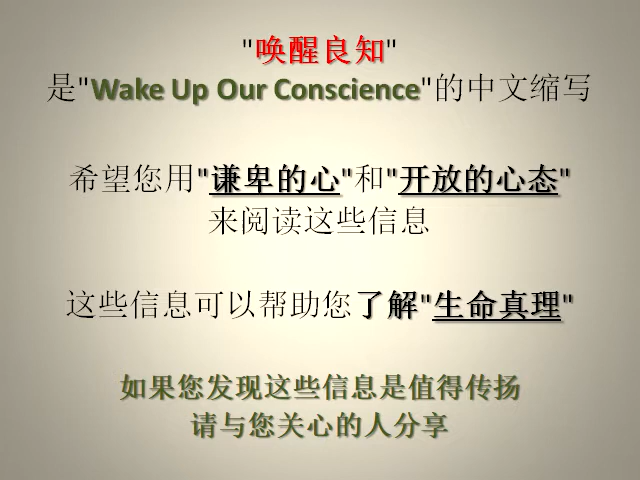 "唤醒良知"
是"Wake Up Our Conscience"的中文缩写
希望您用"谦卑的心"和"开放的心态"
来阅读这些信息
这些信息可以帮助您了解"生命真理"
如果您发现这些信息是值得传扬
请与您关心的人分享